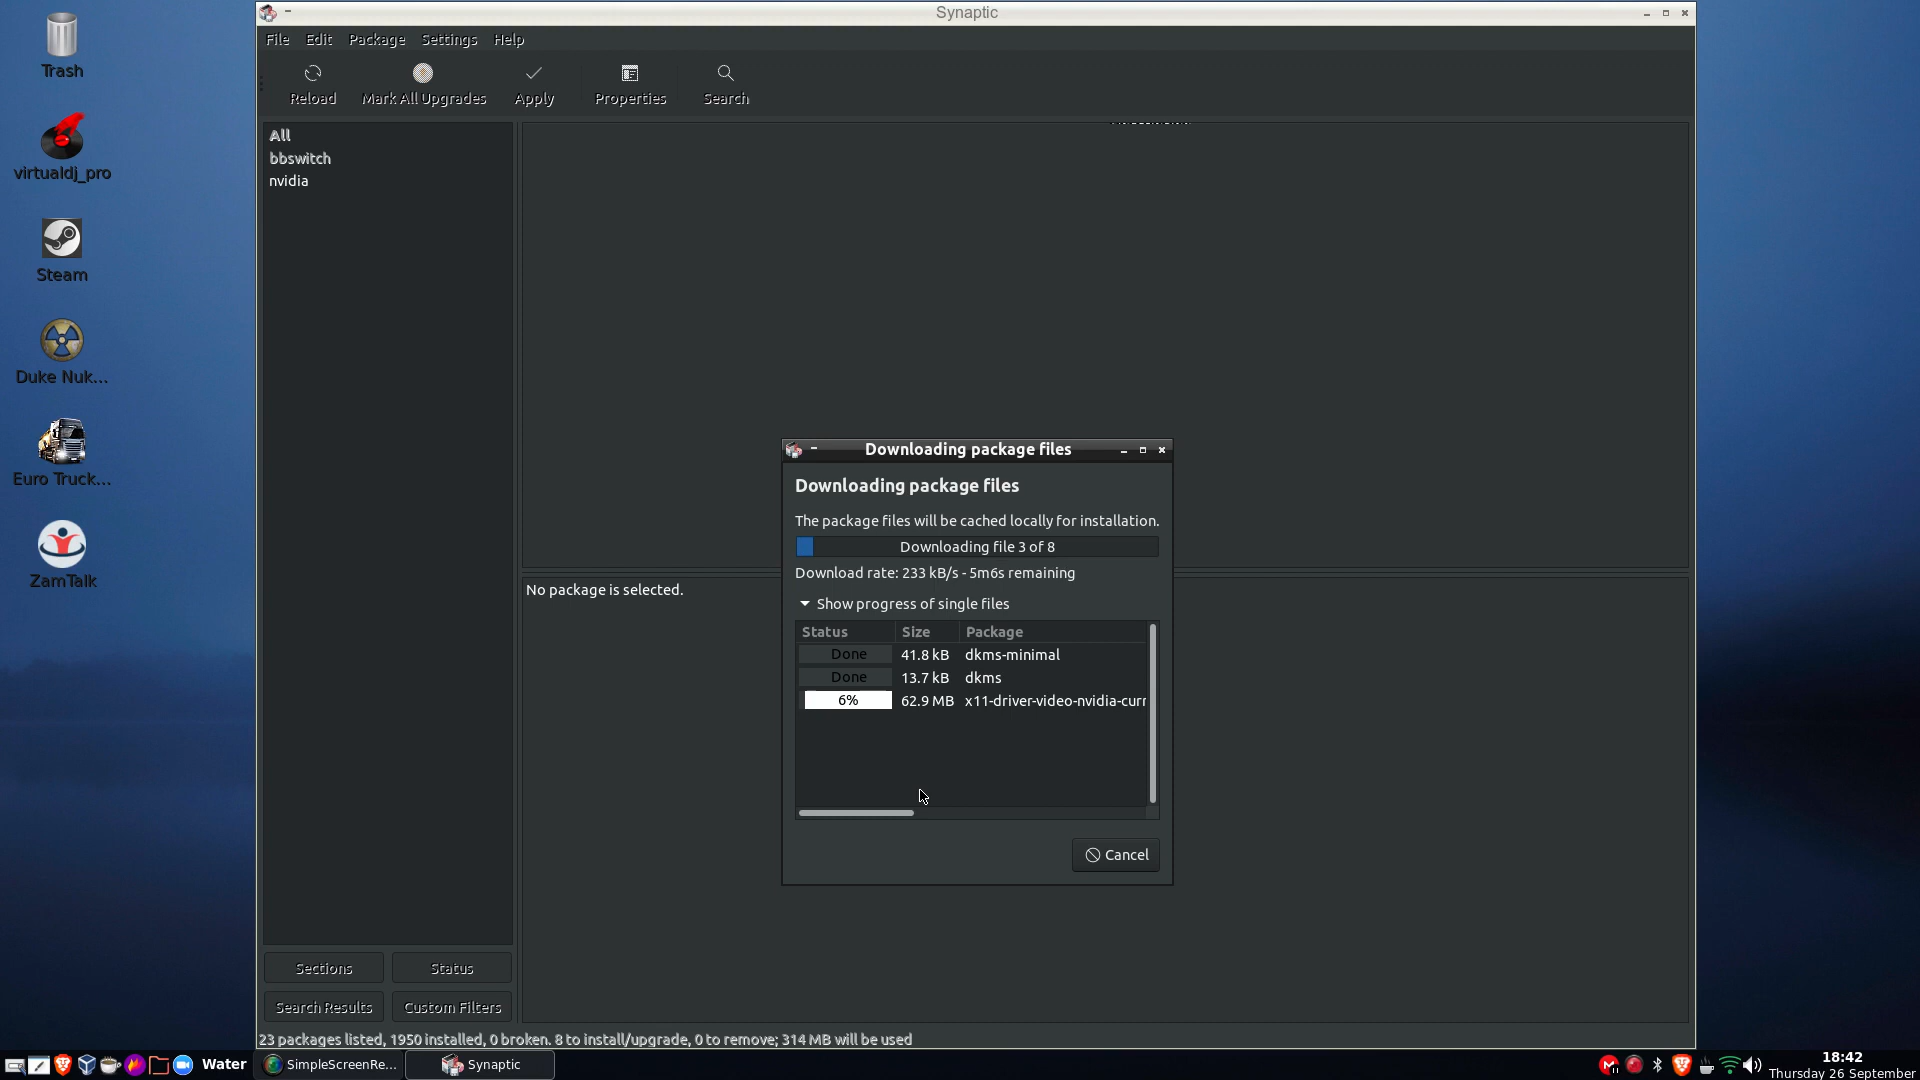 Synaptic
File Edit Package Settings Help
Reload Mark All Upgrades Apply Properties Search
All
bbswitch
nvidia
Trash
virtualdj_pro
Steam
Duke Nuk...
Euro Truck...
ZamTalk
Downloading package files
Downloading package files
The package files will be cached locally for installation.
Downloading file 3 of 8
Download rate: 233 kB/s - 5m6s remaining
Show progress of single files
Status Size Package
Done 41.8 kB dkms-minimal
Done 13.7 kB dkms
6% 62.9 MB x11-driver-video-nvidia-curr
Cancel
No package is selected.
Sections Status
Search Results Custom Filters
23 packages listed, 1950 installed, 0 broken. 8 to install/upgrade, 0 to remove; 314 MB will be used
Water SimpleScreenRe... Synaptic
18:42
Thursday 26 September